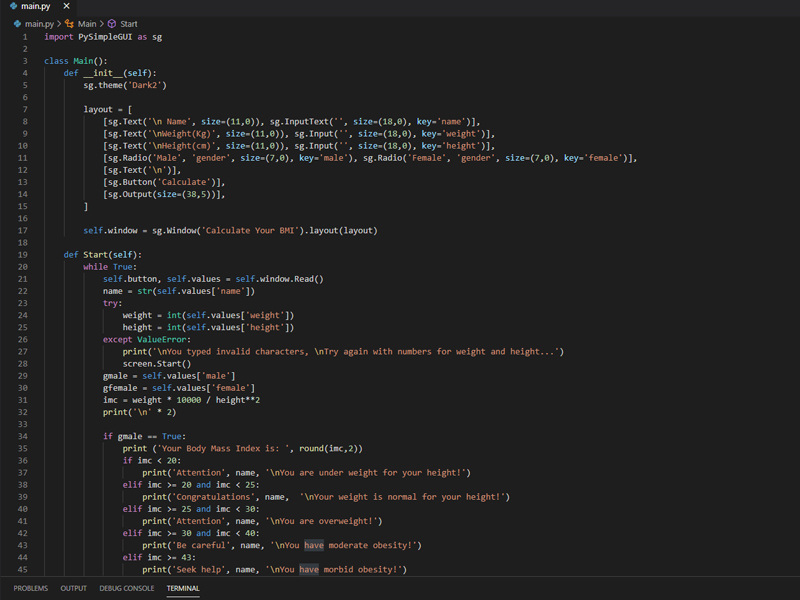 main.py ×
main.py > Main > Start
1 import PySimpleGUI as sg
2
3 class Main():
4     def __init__(self):
5         sg.theme('Dark2')
6
7         layout = [
8             [sg.Text('\n Name', size=(11,0)), sg.InputText('', size=(18,0), key='name')],
9             [sg.Text('\nWeight(Kg)', size=(11,0)), sg.Input('', size=(18,0), key='weight')],
10             [sg.Text('\nHeight(cm)', size=(11,0)), sg.Input('', size=(18,0), key='height')],
11             [sg.Radio('Male', 'gender', size=(7,0), key='male'), sg.Radio('Female', 'gender', size=(7,0), key='female')],
12             [sg.Text('\n')],
13             [sg.Button('Calculate')],
14             [sg.Output(size=(38,5))],
15         ]
16
17         self.window = sg.Window('Calculate Your BMI').layout(layout)
18
19     def Start(self):
20         while True:
21             self.button, self.values = self.window.Read()
22             name = str(self.values['name'])
23             try:
24                 weight = int(self.values['weight'])
25                 height = int(self.values['height'])
26             except ValueError:
27                 print('\nYou typed invalid characters, \nTry again with numbers for weight and height...')
28                 screen.Start()
29             gmale = self.values['male']
30             gfemale = self.values['female']
31             imc = weight * 10000 / height**2
32             print('\n' * 2)
33
34             if gmale == True:
35                 print ('Your Body Mass Index is: ', round(imc,2))
36                 if imc < 20:
37                     print('Attention', name, '\nYou are under weight for your height!')
38                 elif imc >= 20 and imc < 25:
39                     print('Congratulations', name,  '\nYour weight is normal for your height!')
40                 elif imc >= 25 and imc < 30:
41                     print('Attention', name, '\nYou are overweight!')
42                 elif imc >= 30 and imc < 40:
43                     print('Be careful', name, '\nYou have moderate obesity!')
44                 elif imc >= 43:
45                     print('Seek help', name, '\nYou have morbid obesity!')
PROBLEMS OUTPUT DEBUG CONSOLE TERMINAL